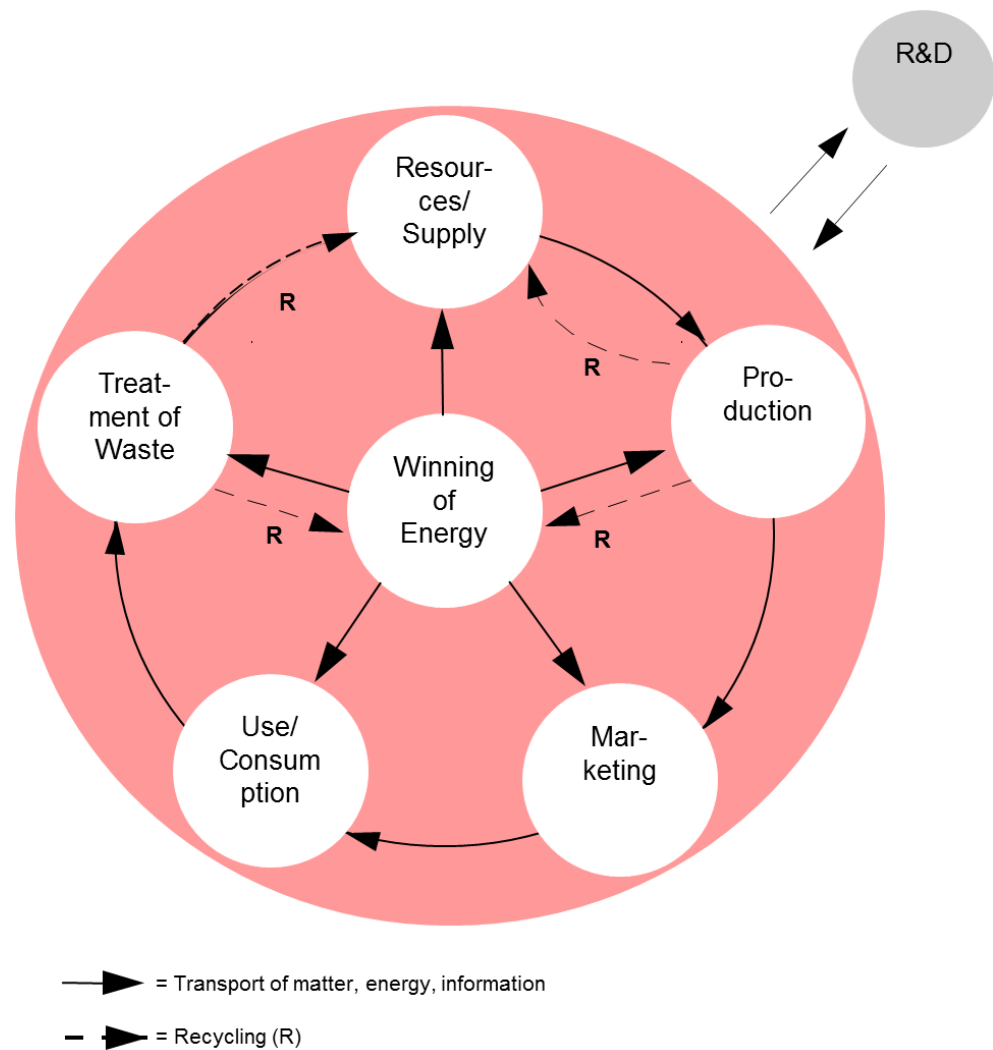 R&D
Resour-
ces/
Supply
R
R
Treat-
ment of
Waste
Pro-
duction
Winning
of
Energy
R
R
Use/
Consum
ption
Mar-
keting
= Transport of matter, energy, information
= Recycling (R)